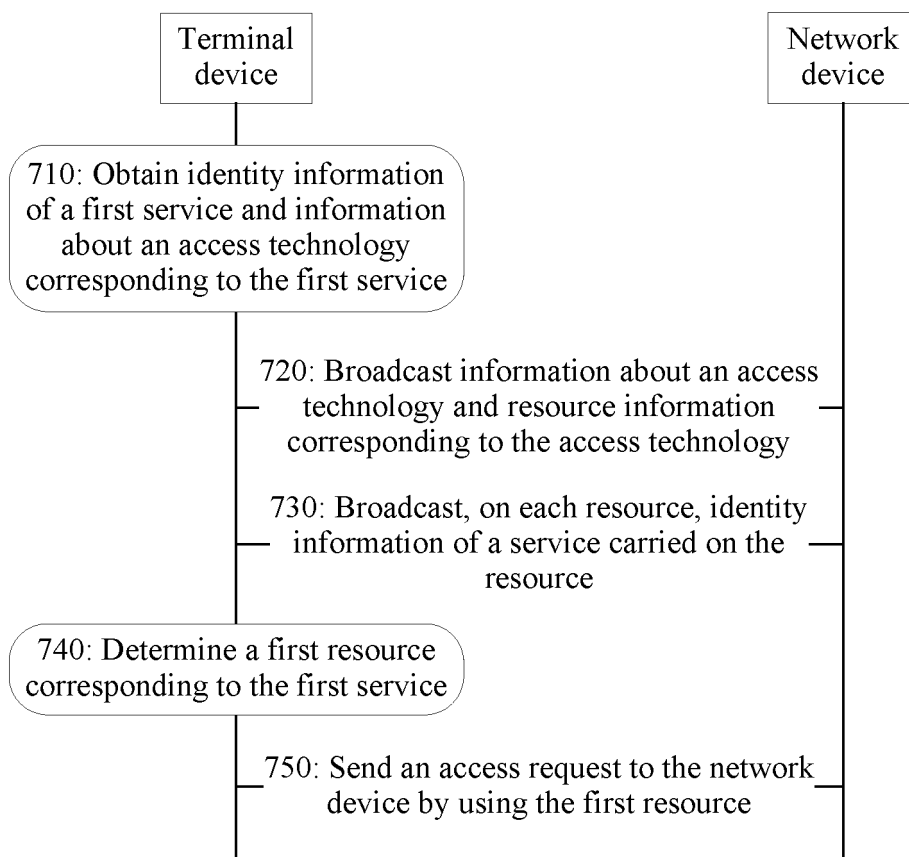 Terminal
device
Network
device
710: Obtain identity information
of a first service and information
about an access technology
corresponding to the first service
720: Broadcast information about an access
technology and resource information
corresponding to the access technology
730: Broadcast, on each resource, identity
information of a service carried on the
resource
740: Determine a first resource
corresponding to the first service
750: Send an access request to the network
device by using the first resource